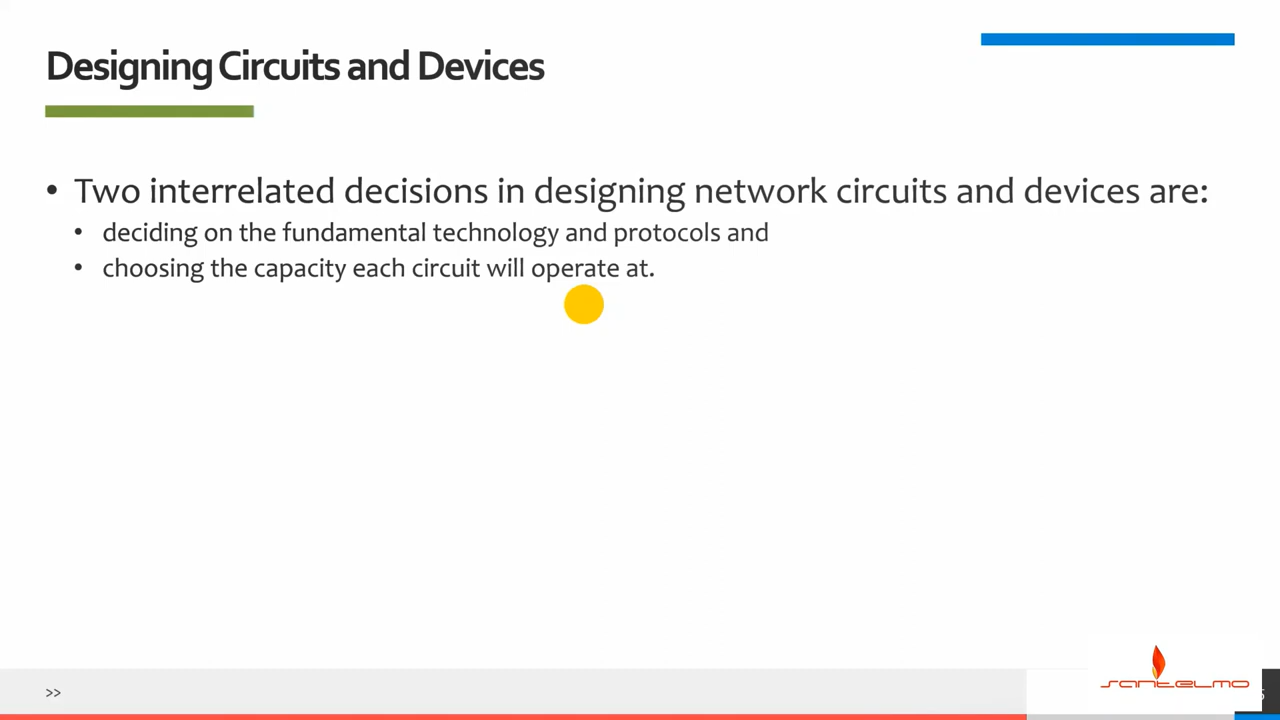 Designing Circuits and Devices
• Two interrelated decisions in designing network circuits and devices are:
• deciding on the fundamental technology and protocols and
• choosing the capacity each circuit will operate at.
>>
santelmo